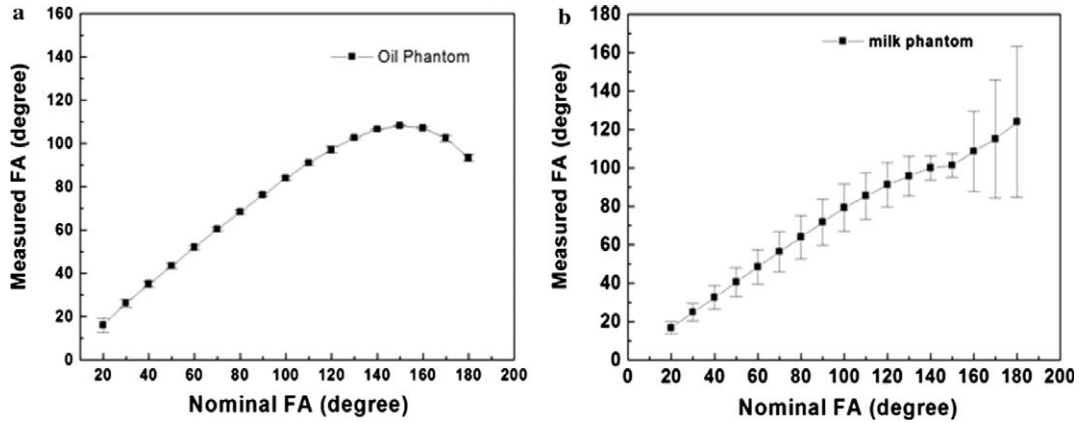 a
Measured FA (degree)
160
140
120
100
80
60
40
20
0
Oil Phantom
20 40 60 80 100 120 140 160 180 200
Nominal FA (degree)
b
Measured FA (degree)
180
160
140
120
100
80
60
40
20
0
milk phantom
0 20 40 60 80 100 120 140 160 180 200
Nominal FA (degree)